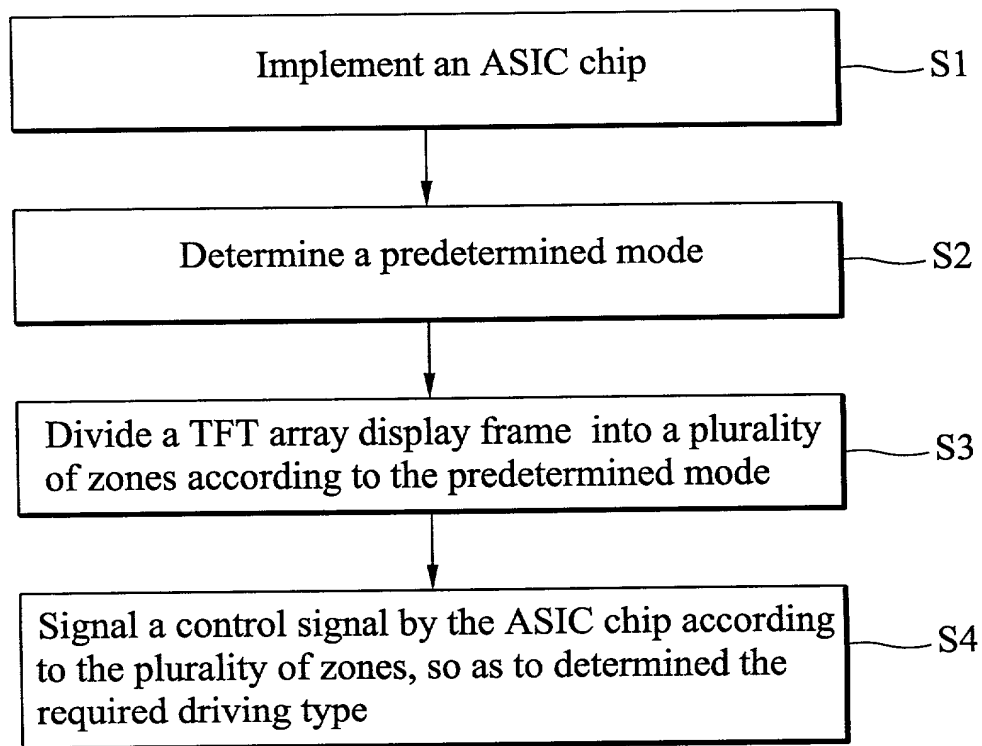 Implement an ASIC chip
S1
Determine a predetermined mode
S2
Divide a TFT array display frame into a plurality
of zones according to the predetermined mode
S3
Signal a control signal by the ASIC chip according
to the plurality of zones, so as to determined the
required driving type
S4